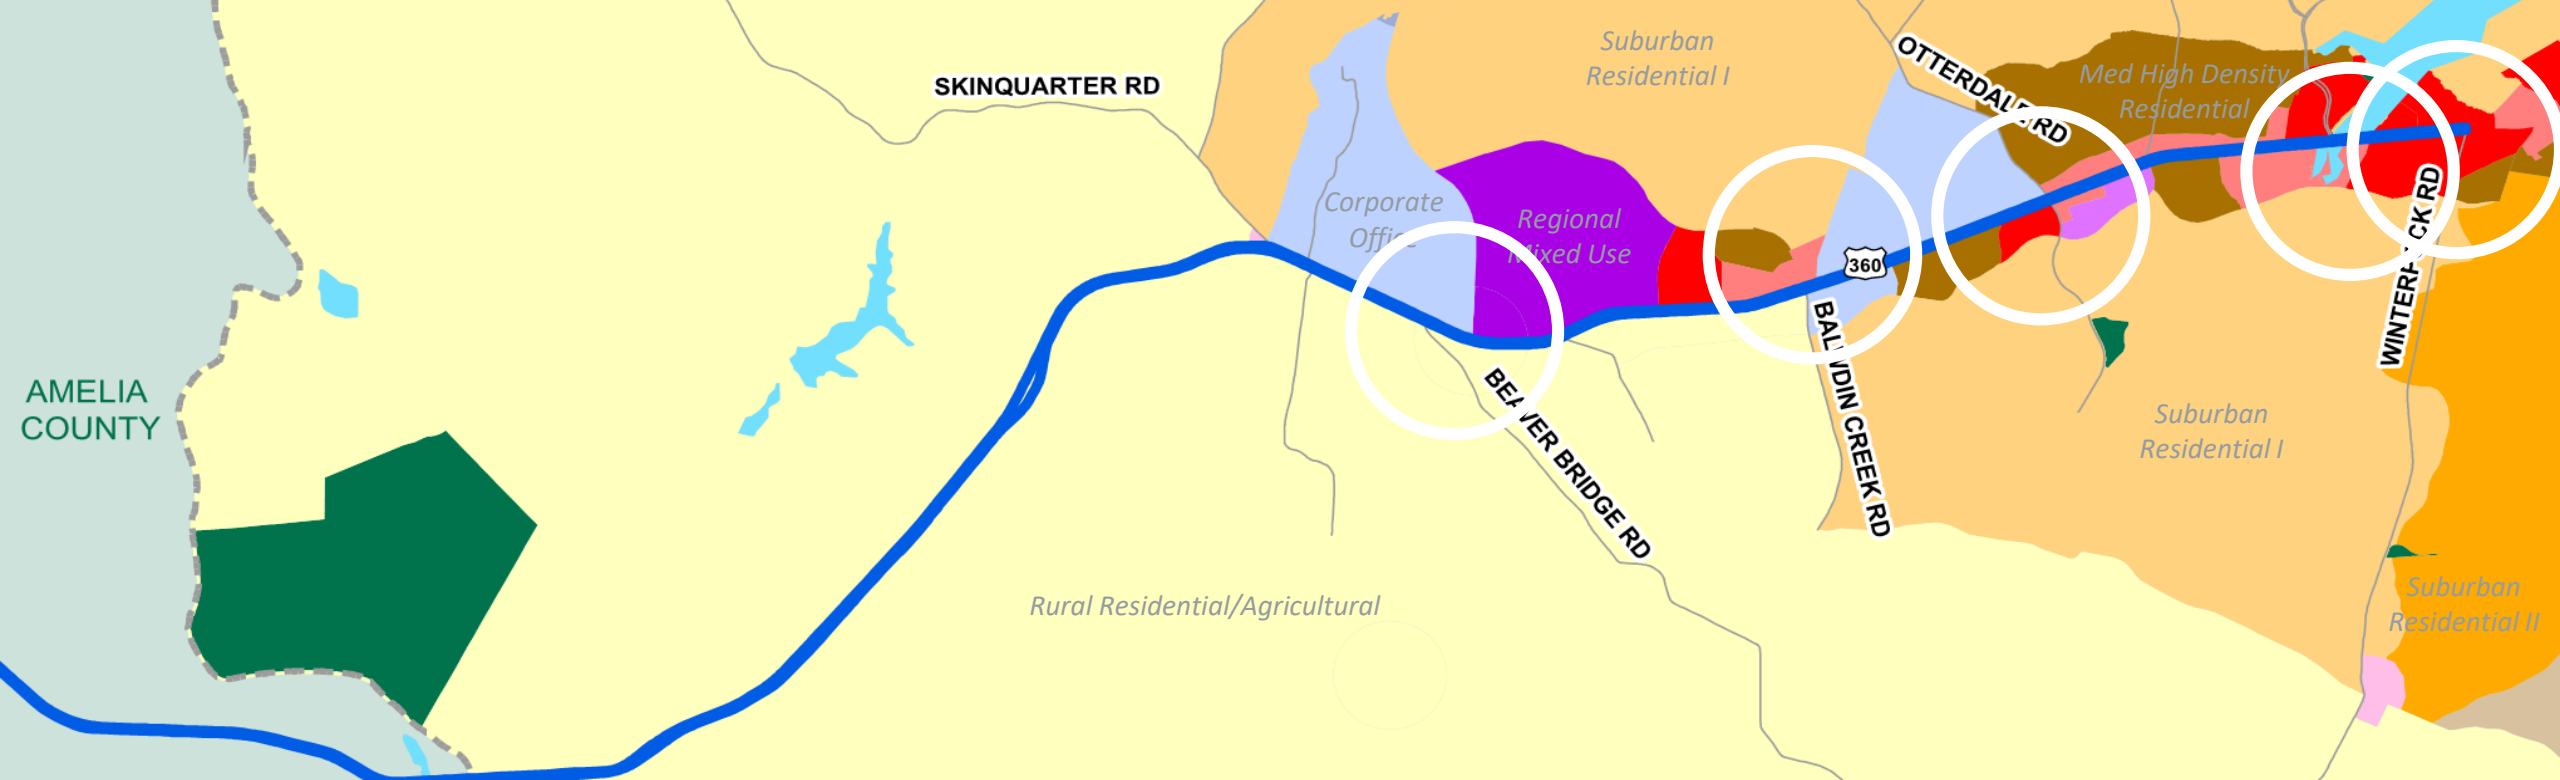 Suburban
Residential I
OTTERDALE RD
Med High Density
Residential
SKINQUARTER RD
Corporate
Office
Regional
Mixed Use
360
WINTERPOCK RD
BALDWIN CREEK RD
AMELIA
COUNTY
BEAVER BRIDGE RD
Suburban
Residential I
Rural Residential/Agricultural
Suburban
Residential II